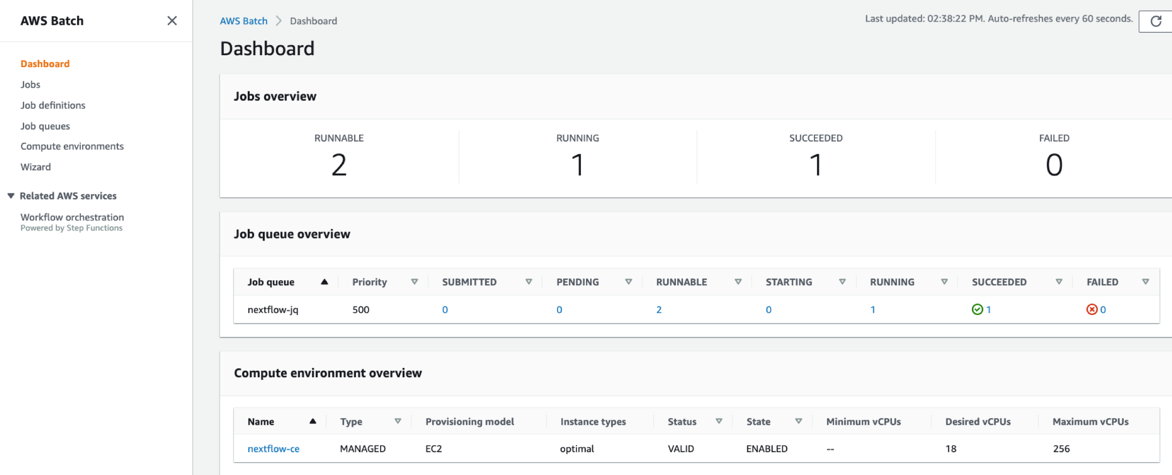 AWS Batch
AWS Batch > Dashboard
Last updated: 02:38:22 PM. Auto-refreshes every 60 seconds.
Dashboard
Dashboard
Jobs
Job definitions
Job queues
Compute environments
Wizard
Related AWS services
Workflow orchestration
Powered by Step Functions
Jobs overview
RUNNABLE RUNNING SUCCEEDED FAILED
2 1 1 0
Job queue overview
Job queue Priority SUBMITTED PENDING RUNNABLE STARTING RUNNING SUCCEEDED FAILED
nextflow-jq 500 0 0 2 0 1 1 0
Compute environment overview
Name Type Provisioning model Instance types Status State Minimum vCPUs Desired vCPUs Maximum vCPUs
nextflow-ce MANAGED EC2 optimal VALID ENABLED -- 18 256